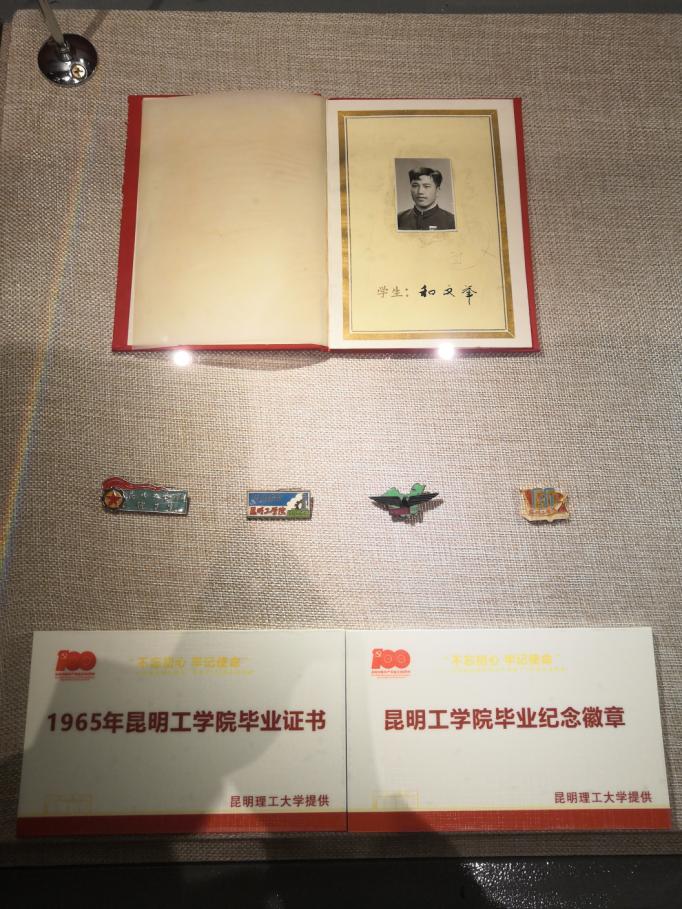 学生：和文举
昆明工学院
100
"不忘初心 牢记使命"
1965年昆明工学院毕业证书
昆明理工大学提供
100
"不忘初心 牢记使命"
昆明工学院毕业纪念徽章
昆明理工大学提供